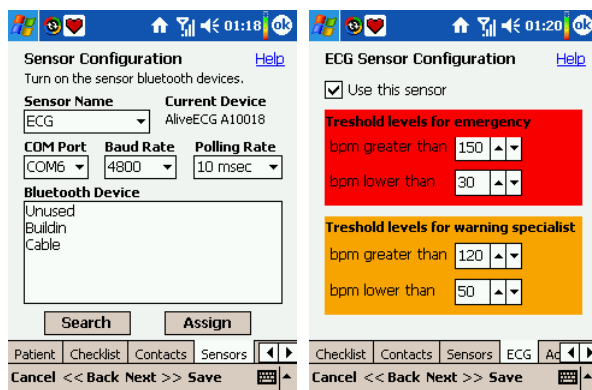 01:18 ok
Sensor Configuration Help
Turn on the sensor bluetooth devices.
Sensor Name Current Device
ECG AliveECG A10018
COM Port Baud Rate Polling Rate
COM6 4800 10 msec
Bluetooth Device
Unused
Buildin
Cable
Search Assign
Patient Checklist Contacts Sensors
Cancel << Back Next >> Save
01:20 ok
ECG Sensor Configuration Help
Use this sensor
Treshold levels for emergency
bpm greater than 150
bpm lower than 30
Treshold levels for warning specialist
bpm greater than 120
bpm lower than 50
Checklist Contacts Sensors ECG Ac
Cancel << Back Next >> Save